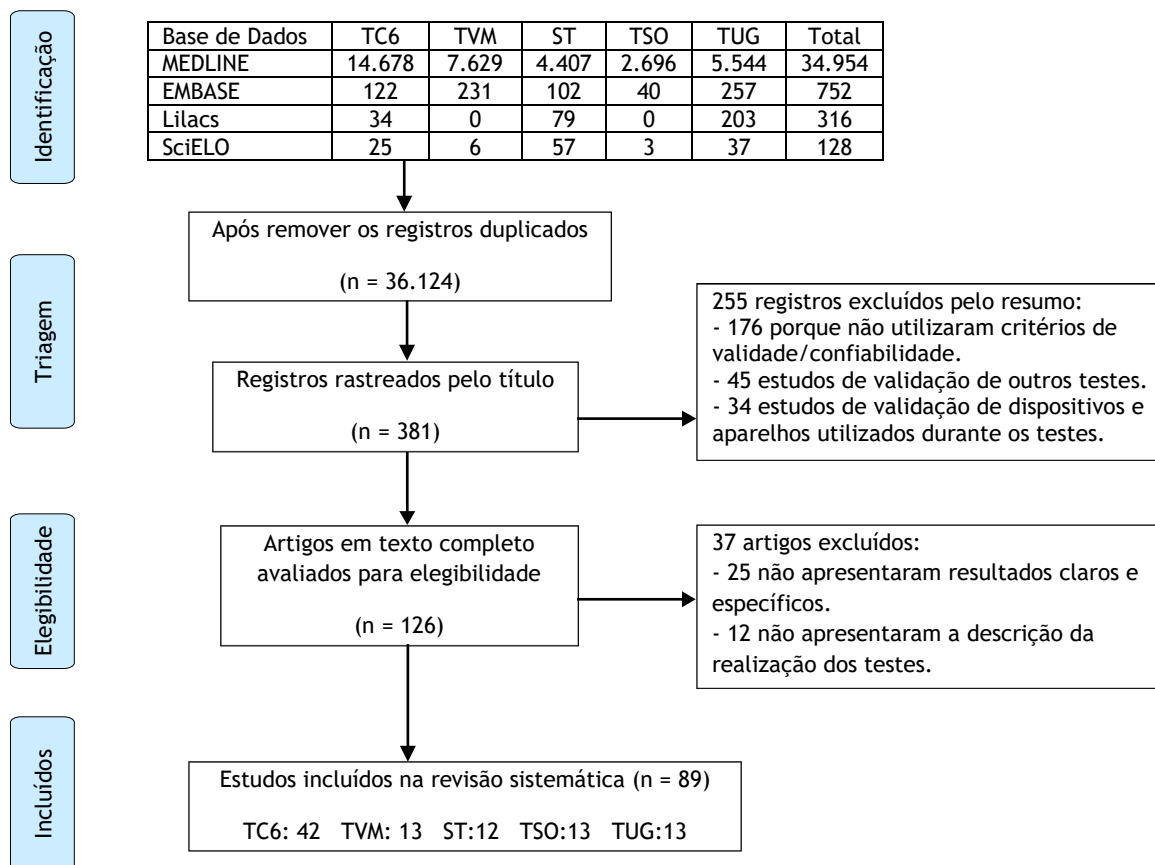 Identificação
Base de Dados TC6 TVM ST TSO TUG Total
MEDLINE 14.678 7.629 4.407 2.696 5.544 34.954
EMBASE 122 231 102 40 257 752
Lilacs 34 0 79 0 203 316
SciELO 25 6 57 3 37 128
Após remover os registros duplicados
(n = 36.124)
Triagem
Registros rastreados pelo título
(n = 381)
255 registros excluídos pelo resumo:
- 176 porque não utilizaram critérios de
validade/confiabilidade.
- 45 estudos de validação de outros testes.
- 34 estudos de validação de dispositivos e
aparelhos utilizados durante os testes.
Elegibilidade
Artigos em texto completo
avaliados para elegibilidade
(n = 126)
37 artigos excluídos:
- 25 não apresentaram resultados claros e
específicos.
- 12 não apresentaram a descrição da
realização dos testes.
Incluídos
Estudos incluídos na revisão sistemática (n = 89)
TC6: 42 TVM: 13 ST:12 TSO:13 TUG:13